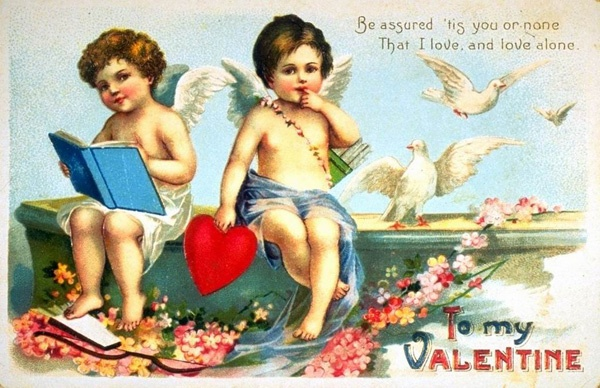 Be assured 'tis you or none
That I love, and love alone.
To my
VALENTINE